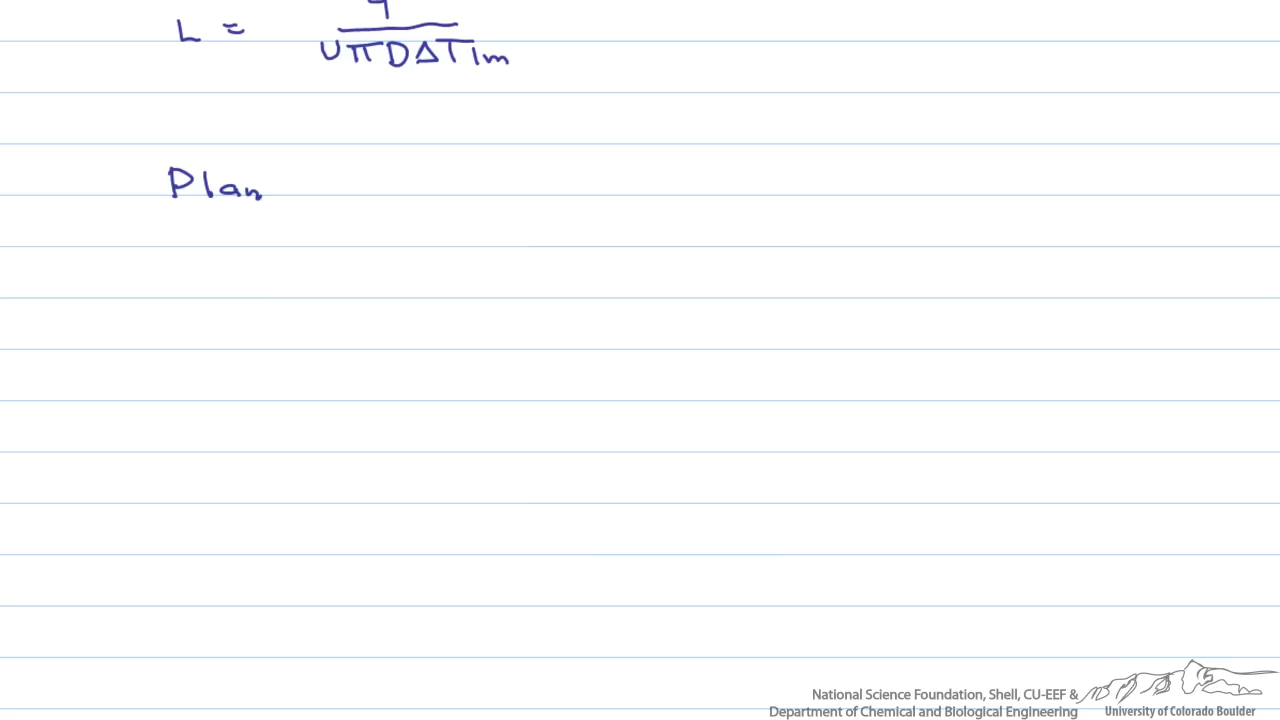 L = q / UπDΔTlm
Plan
National Science Foundation, Shell, CU-EEF &
Department of Chemical and Biological Engineering
University of Colorado Boulder